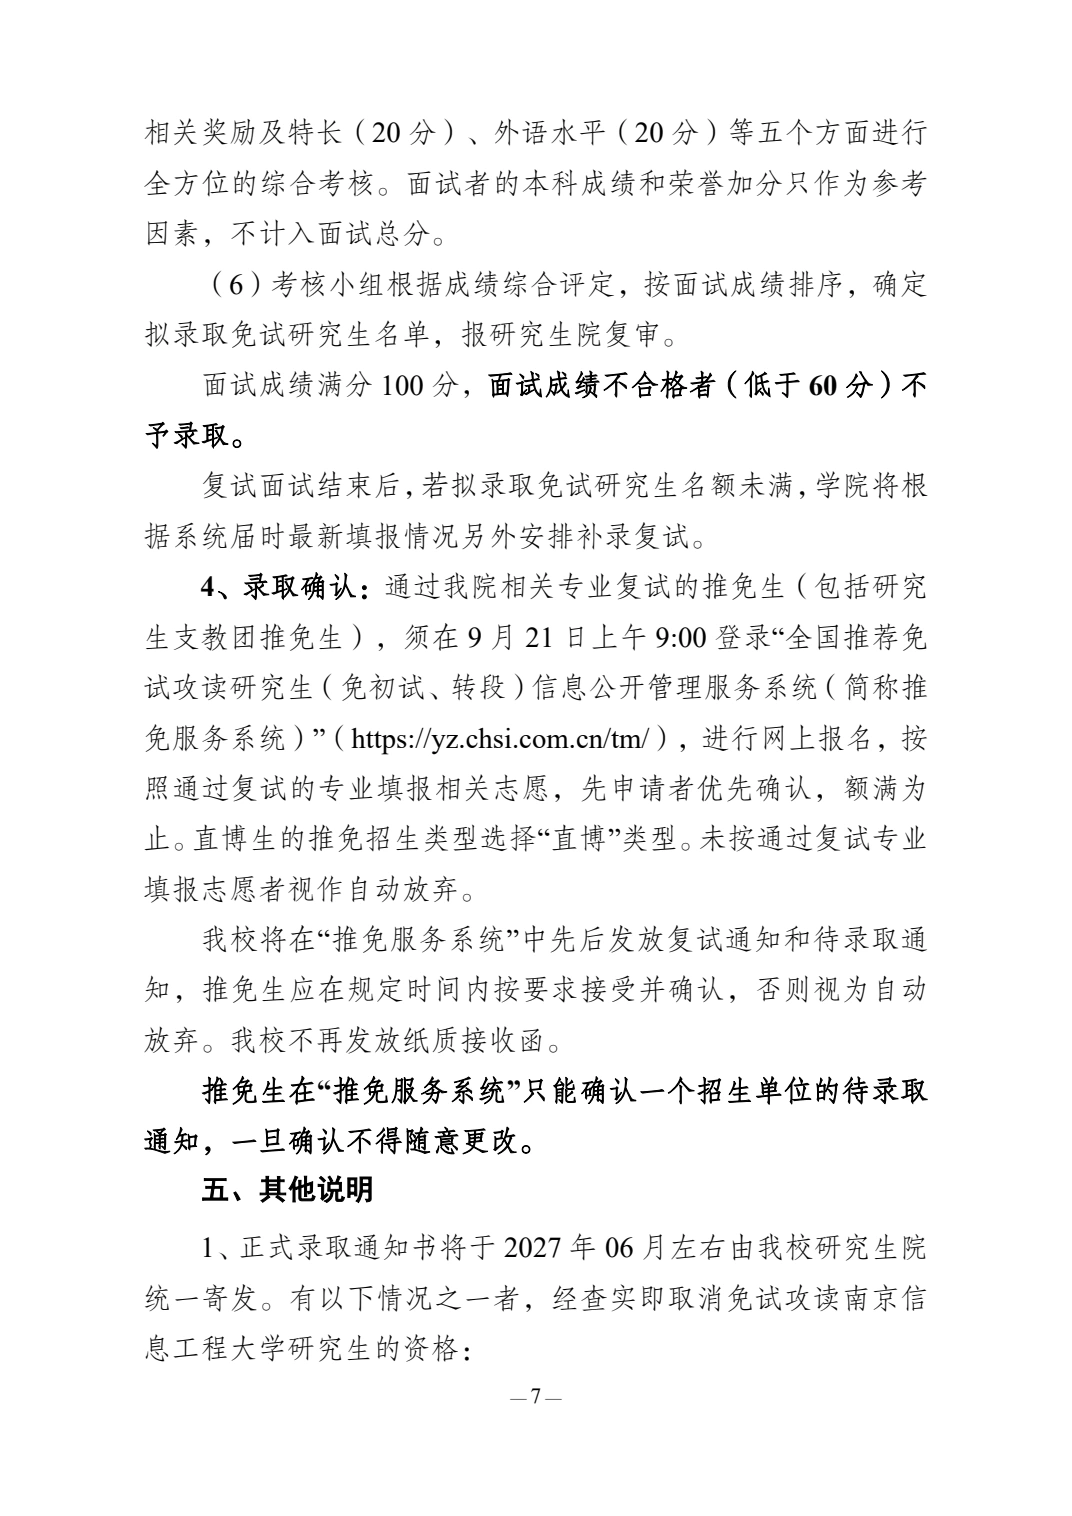 相关奖励及特长（20 分）、外语水平（20 分）等五个方面进行
全方位的综合考核。面试者的本科成绩和荣誉加分只作为参考
因素，不计入面试总分。
（6）考核小组根据成绩综合评定，按面试成绩排序，确定
拟录取免试研究生名单，报研究生院复审。
面试成绩满分 100 分，面试成绩不合格者（低于 60 分）不
予录取。
复试面试结束后，若拟录取免试研究生名额未满，学院将根
据系统届时最新填报情况另外安排补录复试。
4、录取确认：通过我院相关专业复试的推免生（包括研究
生支教团推免生），须在 9 月 21 日上午 9:00 登录“全国推荐免
试攻读研究生（免初试、转段）信息公开管理服务系统（简称推
免服务系统）”（https://yz.chsi.com.cn/tm/），进行网上报名，按
照通过复试的专业填报相关志愿，先申请者优先确认，额满为
止。直博生的推免招生类型选择“直博”类型。未按通过复试专业
填报志愿者视作自动放弃。
我校将在“推免服务系统”中先后发放复试通知和待录取通
知，推免生应在规定时间内按要求接受并确认，否则视为自动
放弃。我校不再发放纸质接收函。
推免生在“推免服务系统”只能确认一个招生单位的待录取
通知，一旦确认不得随意更改。
五、其他说明
1、正式录取通知书将于 2027 年 06 月左右由我校研究生院
统一寄发。有以下情况之一者，经查实即取消免试攻读南京信
息工程大学研究生的资格：
—7—